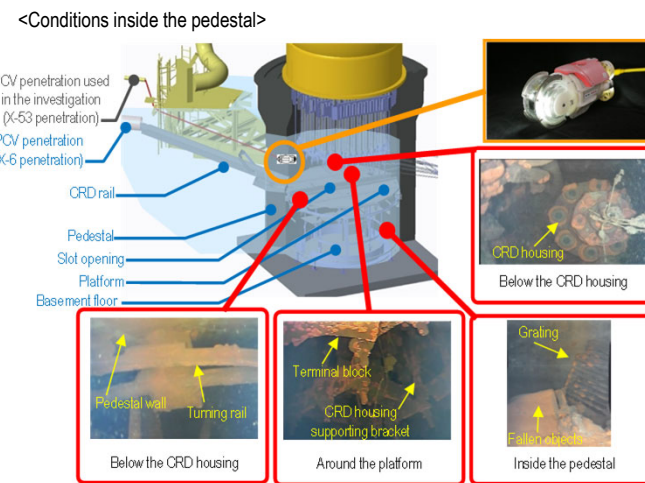 <Conditions inside the pedestal>
CV penetration used
in the investigation
(X-53 penetration)
PCV penetration
X-6 penetration)
CRD rail
Pedestal
Slot opening
Platform
Basement floor
CRD housing
Below the CRD housing
Pedestal wall
Turning rail
Below the CRD housing
Terminal block
CRD housing
supporting bracket
Around the platform
Grating
Fallen objects
Inside the pedestal